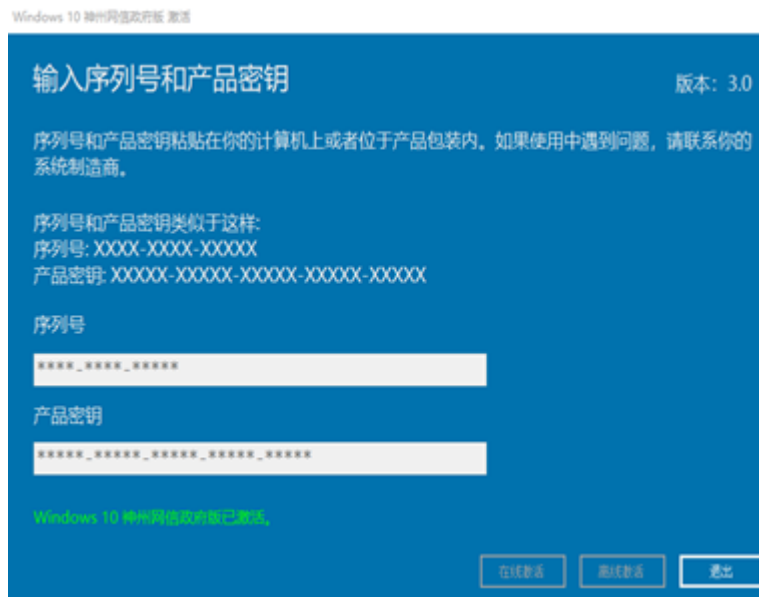 Windows 10 神州网信政府版 激活
输入序列号和产品密钥
版本: 3.0
序列号和产品密钥粘贴在你的计算机上或者位于产品包装内。如果使用中遇到问题，请联系你的
系统制造商。
序列号和产品密钥类似于这样:
序列号: XXXX-XXXX-XXXXX
产品密钥: XXXXX-XXXXX-XXXXX-XXXXX-XXXXX
序列号
****-****-*****
产品密钥
*****-*****-*****-*****-*****
Windows 10 神州网信政府版已激活。
在线激活 离线激活 退出